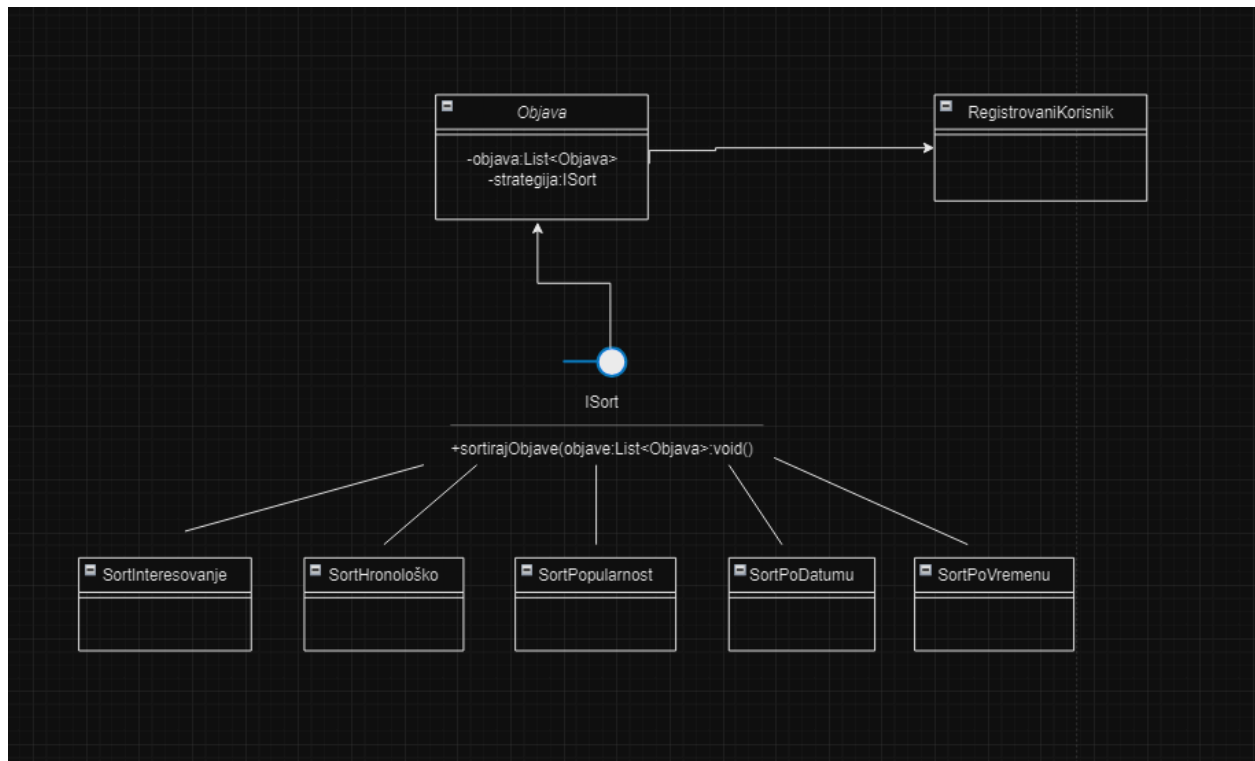 Objava
RegistrovaniKorisnik
-objava:List<Objava>
-strategija:ISort
ISort
+sortirajObjave(objave:List<Objava>:void()
SortInteresovanje
SortHronološko
SortPopularnost
SortPoDatumu
SortPoVremenu